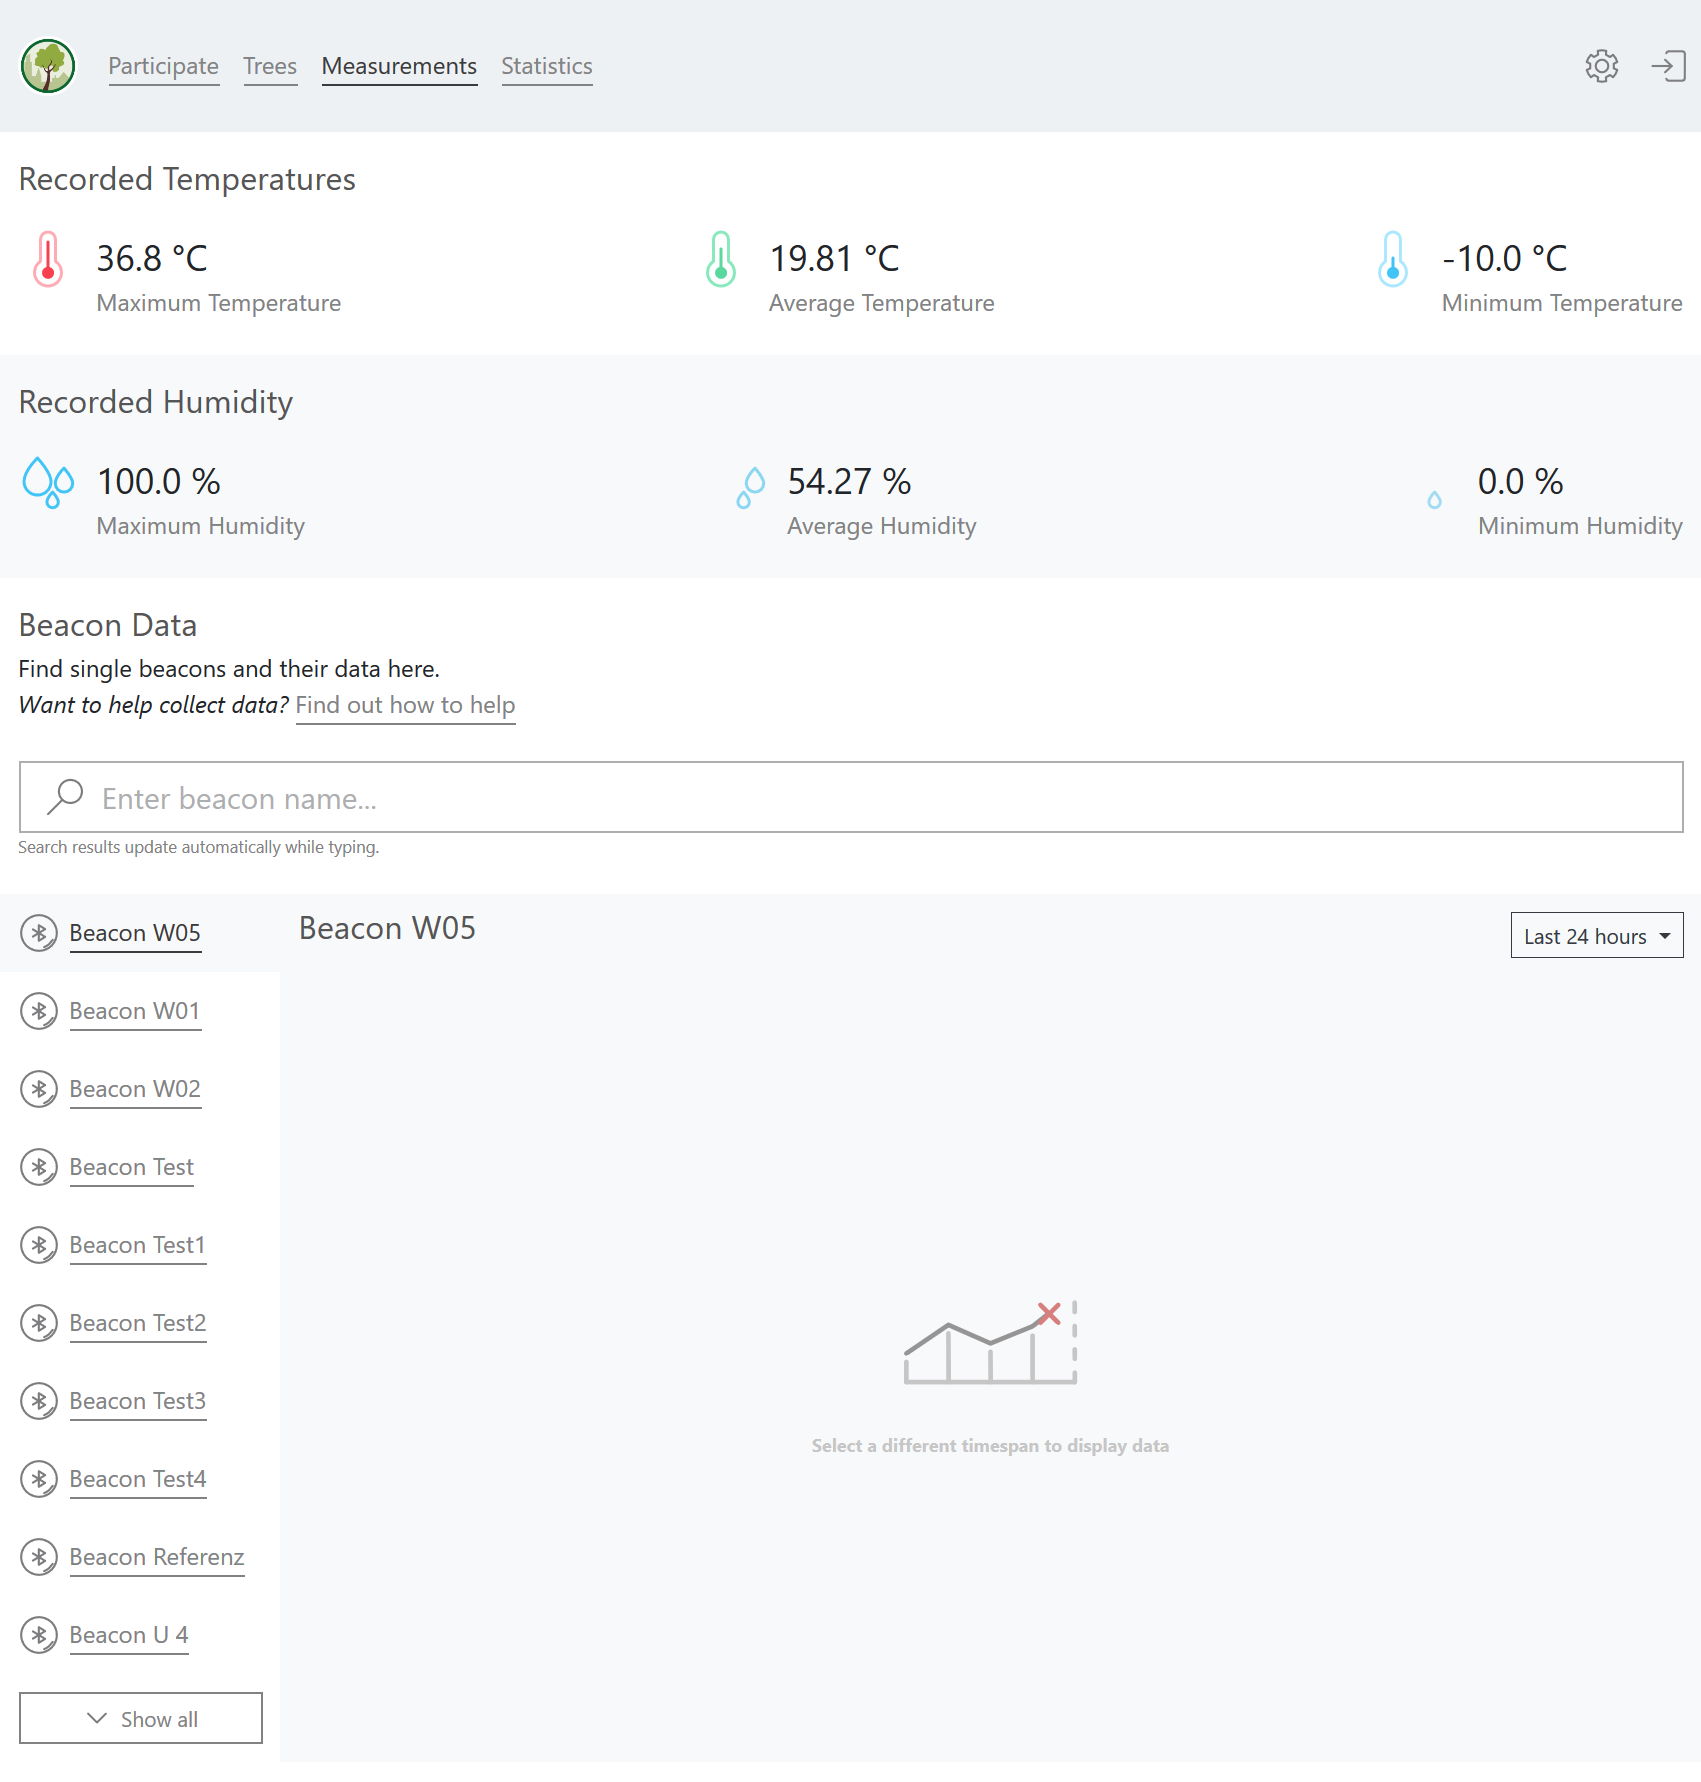 Participate Trees Measurements Statistics
Recorded Temperatures
36.8 °C 19.81 °C -10.0 °C
Maximum Temperature Average Temperature Minimum Temperature
Recorded Humidity
100.0 % 54.27 % 0.0 %
Maximum Humidity Average Humidity Minimum Humidity
Beacon Data
Find single beacons and their data here.
Want to help collect data? Find out how to help
Enter beacon name...
Search results update automatically while typing.
Beacon W05
Beacon W01
Beacon W02
Beacon Test
Beacon Test1
Beacon Test2
Beacon Test3
Beacon Test4
Beacon Referenz
Beacon U 4
Show all
Beacon W05
Last 24 hours
Select a different timespan to display data